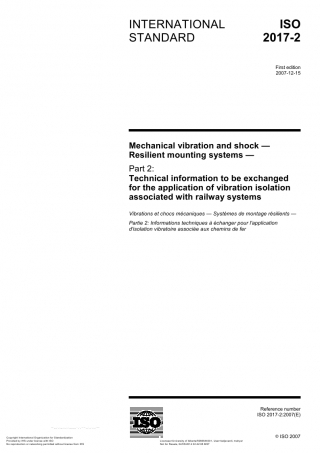 INTERNATIONAL
STANDARD
ISO
2017-2
First edition
2007-12-15
Mechanical vibration and shock —
Resilient mounting systems —
Part 2:
Technical information to be exchanged
for the application of vibration isolation
associated with railway systems
Vibrations et chocs mécaniques — Systèmes de montage résilients —
Partie 2: Informations techniques à échanger pour l'application
d'isolation vibratoire associée aux chemins de fer
Reference number
ISO 2017-2:2007(E)
ISO
© ISO 2007